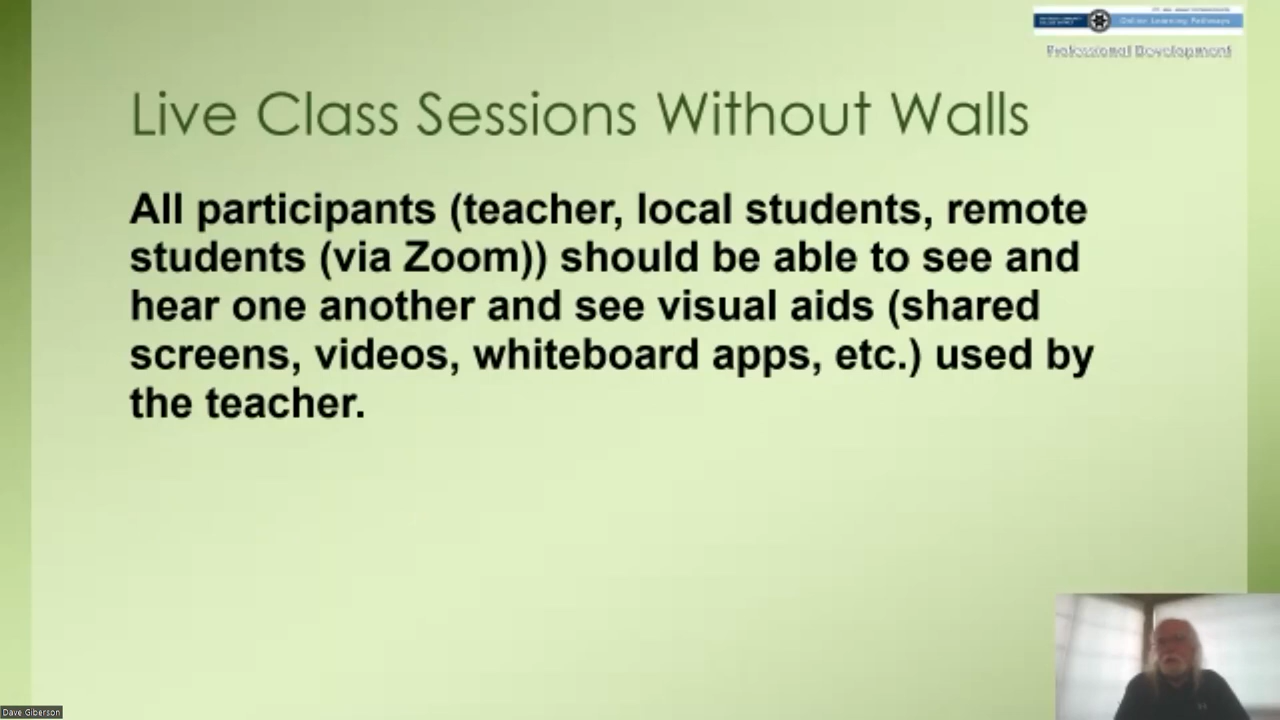 Online Learning Pathways
Professional Development
Live Class Sessions Without Walls
All participants (teacher, local students, remote
students (via Zoom)) should be able to see and
hear one another and see visual aids (shared
screens, videos, whiteboard apps, etc.) used by
the teacher.
Dave Giberson